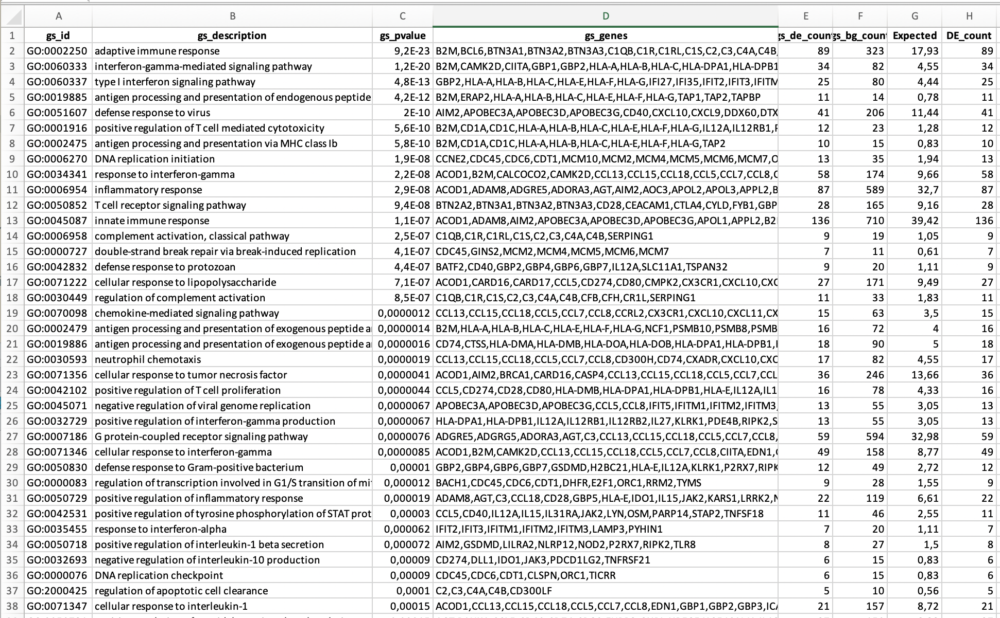 A B C D E F G H
1 gs_id gs_description gs_pvalue gs_genes gs_de_count gs_bg_count Expected DE_count
2 GO:0002250 adaptive immune response 9,2E-23 B2M,BCL6,BTN3A1,BTN3A2,BTN3A3,C1QB,C1R,C1RL,C1S,C2,C3,C4A,C4B, 89 323 17,93 89
3 GO:0060333 interferon-gamma-mediated signaling pathway 1,2E-20 B2M,CAMK2D,CIITA,GBP1,GBP2,HLA-A,HLA-B,HLA-C,HLA-DPA1,HLA-DPB1 34 82 4,55 34
4 GO:0060337 type I interferon signaling pathway 4,8E-13 GBP2,HLA-A,HLA-B,HLA-C,HLA-E,HLA-F,HLA-G,IFI27,IFI35,IFIT2,IFIT3,IFITM 25 80 4,44 25
5 GO:0019885 antigen processing and presentation of endogenous peptide 4,2E-12 B2M,ERAP2,HLA-A,HLA-B,HLA-C,HLA-E,HLA-F,HLA-G,TAP1,TAP2,TAPBP 11 14 0,78 11
6 GO:0051607 defense response to virus 2E-10 AIM2,APOBEC3A,APOBEC3D,APOBEC3G,CD40,CXCL10,CXCL9,DDX60,DTX 41 206 11,44 41
7 GO:0001916 positive regulation of T cell mediated cytotoxicity 5,6E-10 B2M,CD1A,CD1C,HLA-A,HLA-B,HLA-C,HLA-E,HLA-F,HLA-G,IL12A,IL12RB1, 12 23 1,28 12
8 GO:0002475 antigen processing and presentation via MHC class Ib 5,8E-10 B2M,CD1A,CD1C,HLA-A,HLA-B,HLA-C,HLA-E,HLA-F,HLA-G,TAP2 10 15 0,83 10
9 GO:0006270 DNA replication initiation 1,9E-08 CCNE2,CDC45,CDC6,CDT1,MCM10,MCM2,MCM4,MCM5,MCM6,MCM7,O 13 35 1,94 13
10 GO:0034341 response to interferon-gamma 2,2E-08 ACOD1,B2M,CALCOCO2,CAMK2D,CCL13,CCL15,CCL18,CCL5,CCL7,CCL8, 58 174 9,66 58
11 GO:0006954 inflammatory response 2,9E-08 ACOD1,ADAM8,ADGRE5,ADORA3,AGT,AIM2,AOC3,APOL2,APOL3,APPL2,B 87 589 32,7 87
12 GO:0050852 T cell receptor signaling pathway 9,4E-08 BTN2A2,BTN3A1,BTN3A2,BTN3A3,CD28,CEACAM1,CTLA4,CYLD,FYB1,GBP 28 165 9,16 28
13 GO:0045087 innate immune response 1,1E-07 ACOD1,ADAM8,AIM2,APOBEC3A,APOBEC3D,APOBEC3G,APOL1,APPL2,B2 136 710 39,42 136
14 GO:0006958 complement activation, classical pathway 2,5E-07 C1QB,C1R,C1RL,C1S,C2,C3,C4A,C4B,SERPING1 9 19 1,05 9
15 GO:0000727 double-strand break repair via break-induced replication 4,1E-07 CDC45,GINS2,MCM2,MCM4,MCM5,MCM6,MCM7 7 11 0,61 7
16 GO:0042832 defense response to protozoan 4,4E-07 BATF2,CD40,GBP2,GBP4,GBP6,GBP7,IL12A,SLC11A1,TSPAN32 9 20 1,11 9
17 GO:0071222 cellular response to lipopolysaccharide 7,1E-07 ACOD1,CARD16,CARD17,CCL5,CD274,CD80,CMPK2,CX3CR1,CXCL10,CXC 27 171 9,49 27
18 GO:0030449 regulation of complement activation 8,5E-07 C1QB,C1R,C1S,C2,C3,C4A,C4B,CFB,CFH,CR1L,SERPING1 11 33 1,83 11
19 GO:0070098 chemokine-mediated signaling pathway 0,0000012 CCL13,CCL15,CCL18,CCL5,CCL7,CCL8,CCRL2,CX3CR1,CXCL10,CXCL11,CX 15 63 3,5 15
20 GO:0002479 antigen processing and presentation of exogenous peptide a 0,0000014 B2M,HLA-A,HLA-B,HLA-C,HLA-E,HLA-F,HLA-G,NCF1,PSMB10,PSMB8,PSMB 16 72 4 16
21 GO:0019886 antigen processing and presentation of exogenous peptide a 0,0000016 CD74,CTSS,HLA-DMA,HLA-DMB,HLA-DOA,HLA-DOB,HLA-DPA1,HLA-DPB1, 18 90 5 18
22 GO:0030593 neutrophil chemotaxis 0,0000019 CCL13,CCL15,CCL18,CCL5,CCL7,CCL8,CD300H,CD74,CXADR,CXCL10,CXC 17 82 4,55 17
23 GO:0071356 cellular response to tumor necrosis factor 0,0000041 ACOD1,AIM2,BRCA1,CARD16,CASP4,CCL13,CCL15,CCL18,CCL5,CCL7,CCL 36 246 13,66 36
24 GO:0042102 positive regulation of T cell proliferation 0,0000044 CCL5,CD274,CD28,CD80,HLA-DMB,HLA-DPA1,HLA-DPB1,HLA-E,IL12A,IL1 16 78 4,33 16
25 GO:0045071 negative regulation of viral genome replication 0,0000067 APOBEC3A,APOBEC3D,APOBEC3G,CCL5,CCL8,IFIT5,IFITM1,IFITM2,IFITM3, 13 55 3,05 13
26 GO:0032729 positive regulation of interferon-gamma production 0,0000067 HLA-DPA1,HLA-DPB1,IL12A,IL12RB1,IL12RB2,IL27,KLRK1,PDE4B,RIPK2,S 13 55 3,05 13
27 GO:0007186 G protein-coupled receptor signaling pathway 0,0000076 ADGRE5,ADGRG5,ADORA3,AGT,C3,CCL13,CCL15,CCL18,CCL5,CCL7,CCL8, 59 594 32,98 59
28 GO:0071346 cellular response to interferon-gamma 0,0000085 ACOD1,B2M,CAMK2D,CCL13,CCL15,CCL18,CCL5,CCL7,CCL8,CIITA,EDN1, 49 158 8,77 49
29 GO:0050830 defense response to Gram-positive bacterium 0,00001 GBP2,GBP4,GBP6,GBP7,GSDMD,H2BC21,HLA-E,IL12A,KLRK1,P2RX7,RIPK 12 49 2,72 12
30 GO:0000083 regulation of transcription involved in G1/S transition of mi 0,000012 BACH1,CDC45,CDC6,CDT1,DHFR,E2F1,ORC1,RRM2,TYMS 9 28 1,55 9
31 GO:0050729 positive regulation of inflammatory response 0,000019 ADAM8,AGT,C3,CCL18,CD28,GBP5,HLA-E,IDO1,IL15,JAK2,KARS1,LRRK2, 22 119 6,61 22
32 GO:0042531 positive regulation of tyrosine phosphorylation of STAT prot 0,00003 CCL5,CD40,IL12A,IL15,IL31RA,JAK2,LYN,OSM,PARP14,STAP2,TNFSF18 11 46 2,55 11
33 GO:0035455 response to interferon-alpha 0,000062 IFIT2,IFIT3,IFITM1,IFITM2,IFITM3,LAMP3,PYHIN1 7 20 1,11 7
34 GO:0050718 positive regulation of interleukin-1 beta secretion 0,000072 AIM2,GSDMD,LILRA2,NLRP12,NOD2,P2RX7,RIPK2,TLR8 8 27 1,5 8
35 GO:0032693 negative regulation of interleukin-10 production 0,00009 CD274,DLL1,IDO1,JAK3,PDCD1LG2,TNFRSF21 6 15 0,83 6
36 GO:0000076 DNA replication checkpoint 0,00009 CDC45,CDC6,CDT1,CLSPN,ORC1,TICRR 6 15 0,83 6
37 GO:2000425 regulation of apoptotic cell clearance 0,0001 C2,C3,C4A,C4B,CD300LF 5 10 0,56 5
38 GO:0071347 cellular response to interleukin-1 0,00015 ACOD1,CCL13,CCL15,CCL18,CCL5,CCL7,CCL8,EDN1,GBP1,GBP2,GBP3,IC 21 157 8,72 21